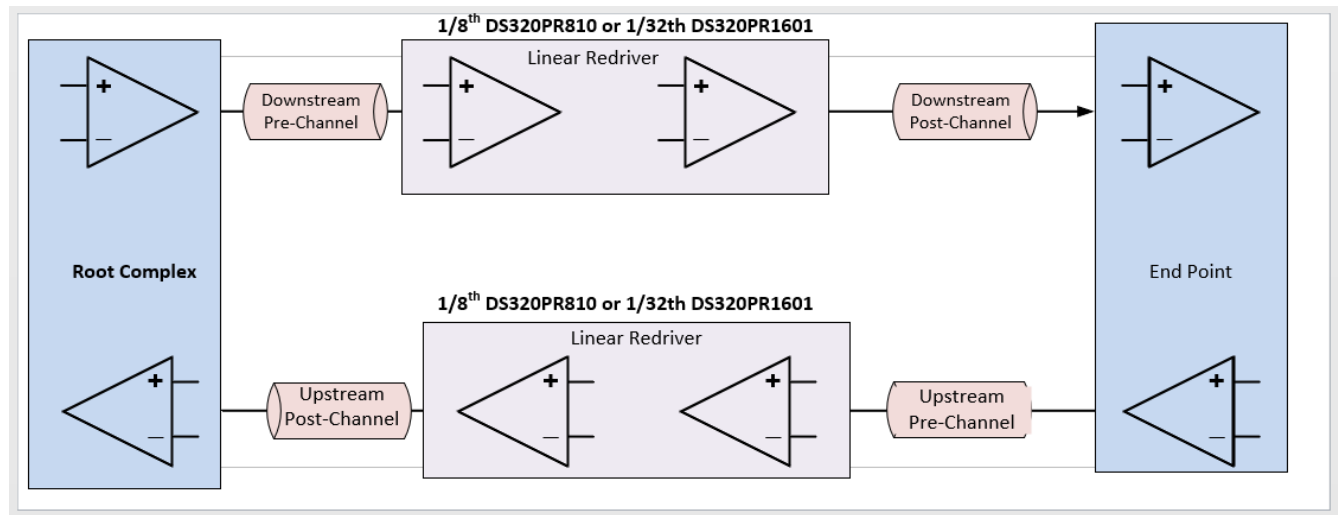 1/8th DS320PR810 or 1/32th DS320PR1601
Linear Redriver
+
+
+
+
Downstream
Pre-Channel
Downstream
Post-Channel
_
_
_
_
Root Complex
End Point
1/8th DS320PR810 or 1/32th DS320PR1601
Linear Redriver
+
+
+
+
Upstream
Post-Channel
Upstream
Pre-Channel
_
_
_
_